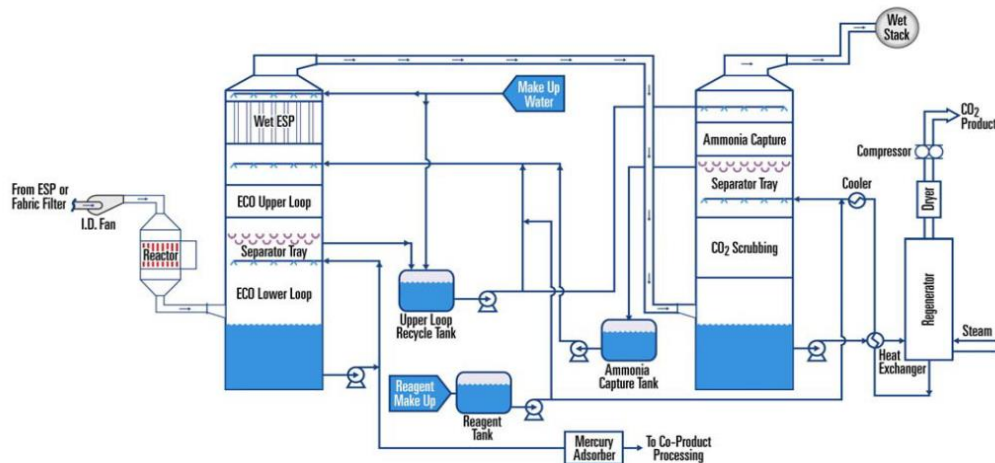 Wet
Stack
Make Up
Water
CO2
Product
Wet ESP
Ammonia Capture
Compressor
Separator Tray
Cooler
Dryer
From ESP or
Fabric Filter
I.D. Fan
ECO Upper Loop
Reactor
Separator Tray
CO2 Scrubbing
ECO Lower Loop
Upper Loop
Recycle Tank
Regenerator
Steam
Heat
Exchanger
Ammonia
Capture Tank
Reagent
Make Up
Reagent
Tank
Mercury
Adsorber
To Co-Product
Processing